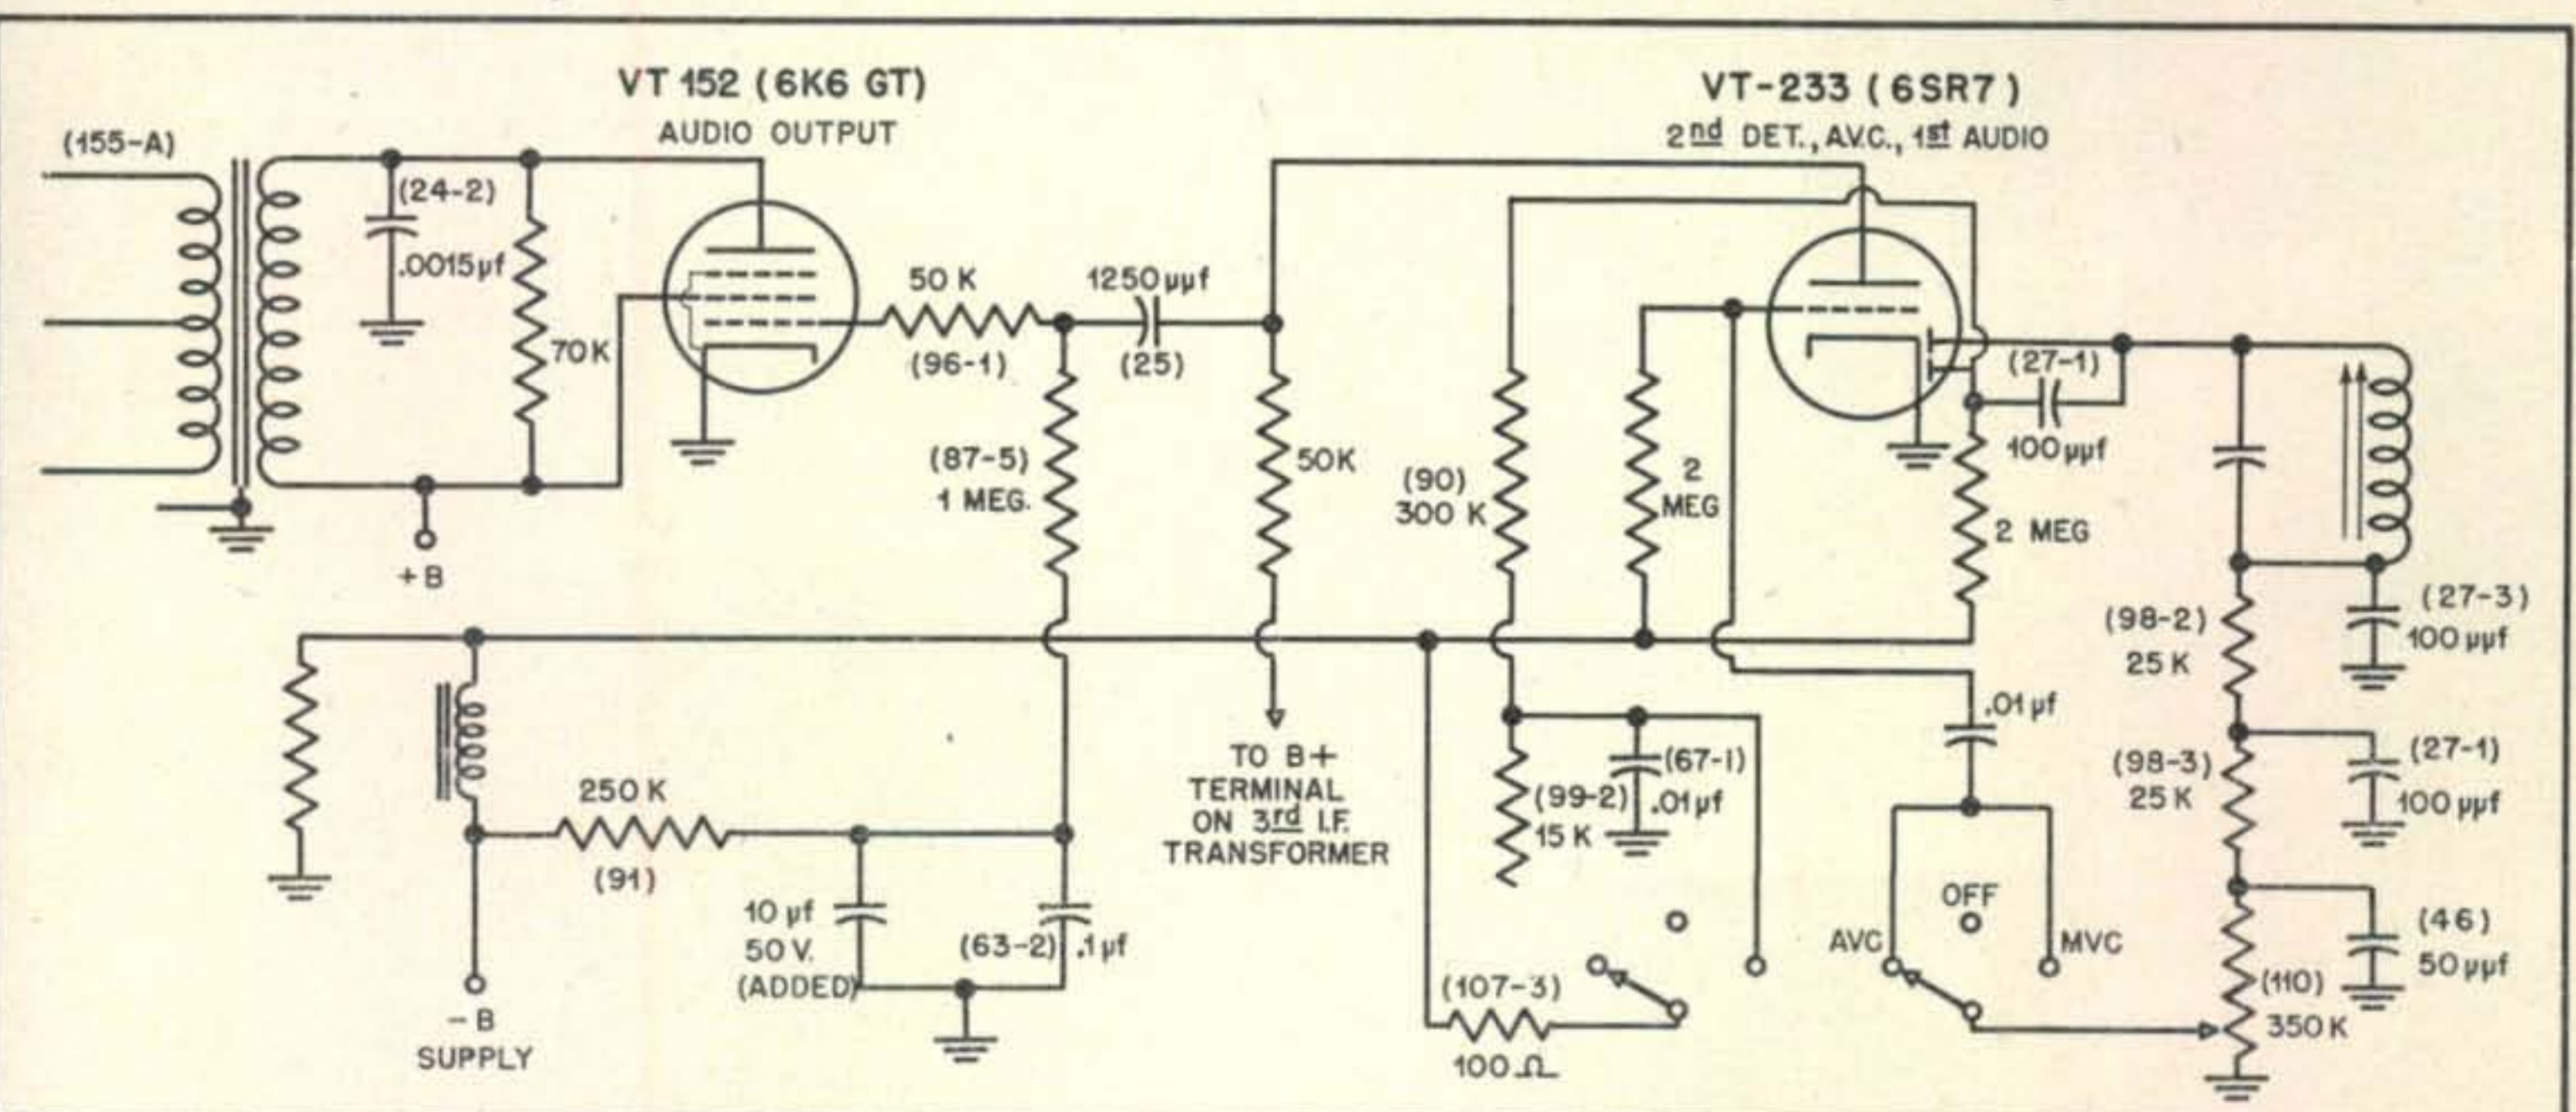 VT 152 (6K6 GT)
AUDIO OUTPUT
VT-233 (6SR7)
2nd DET., A.V.C., 1st AUDIO
(155-A)
(24-2)
.0015µf
70K
+B
50 K
(96-1)
1250µµf
(25)
(87-5)
1 MEG.
50K
(90)
300 K
2
MEG
(27-1)
100µµf
2 MEG
(98-2)
25 K
(27-3)
100µµf
(98-3)
25 K
(27-1)
100µµf
(46)
50µµf
(110)
350K
.01µf
OFF
AVC
MVC
TO B+
TERMINAL
ON 3rd I.F.
TRANSFORMER
(99-2)
15 K
(67-1)
.01µf
(107-3)
100Ω
250 K
(91)
10µf
50 V.
(ADDED)
(63-2)
.1µf
-B
SUPPLY